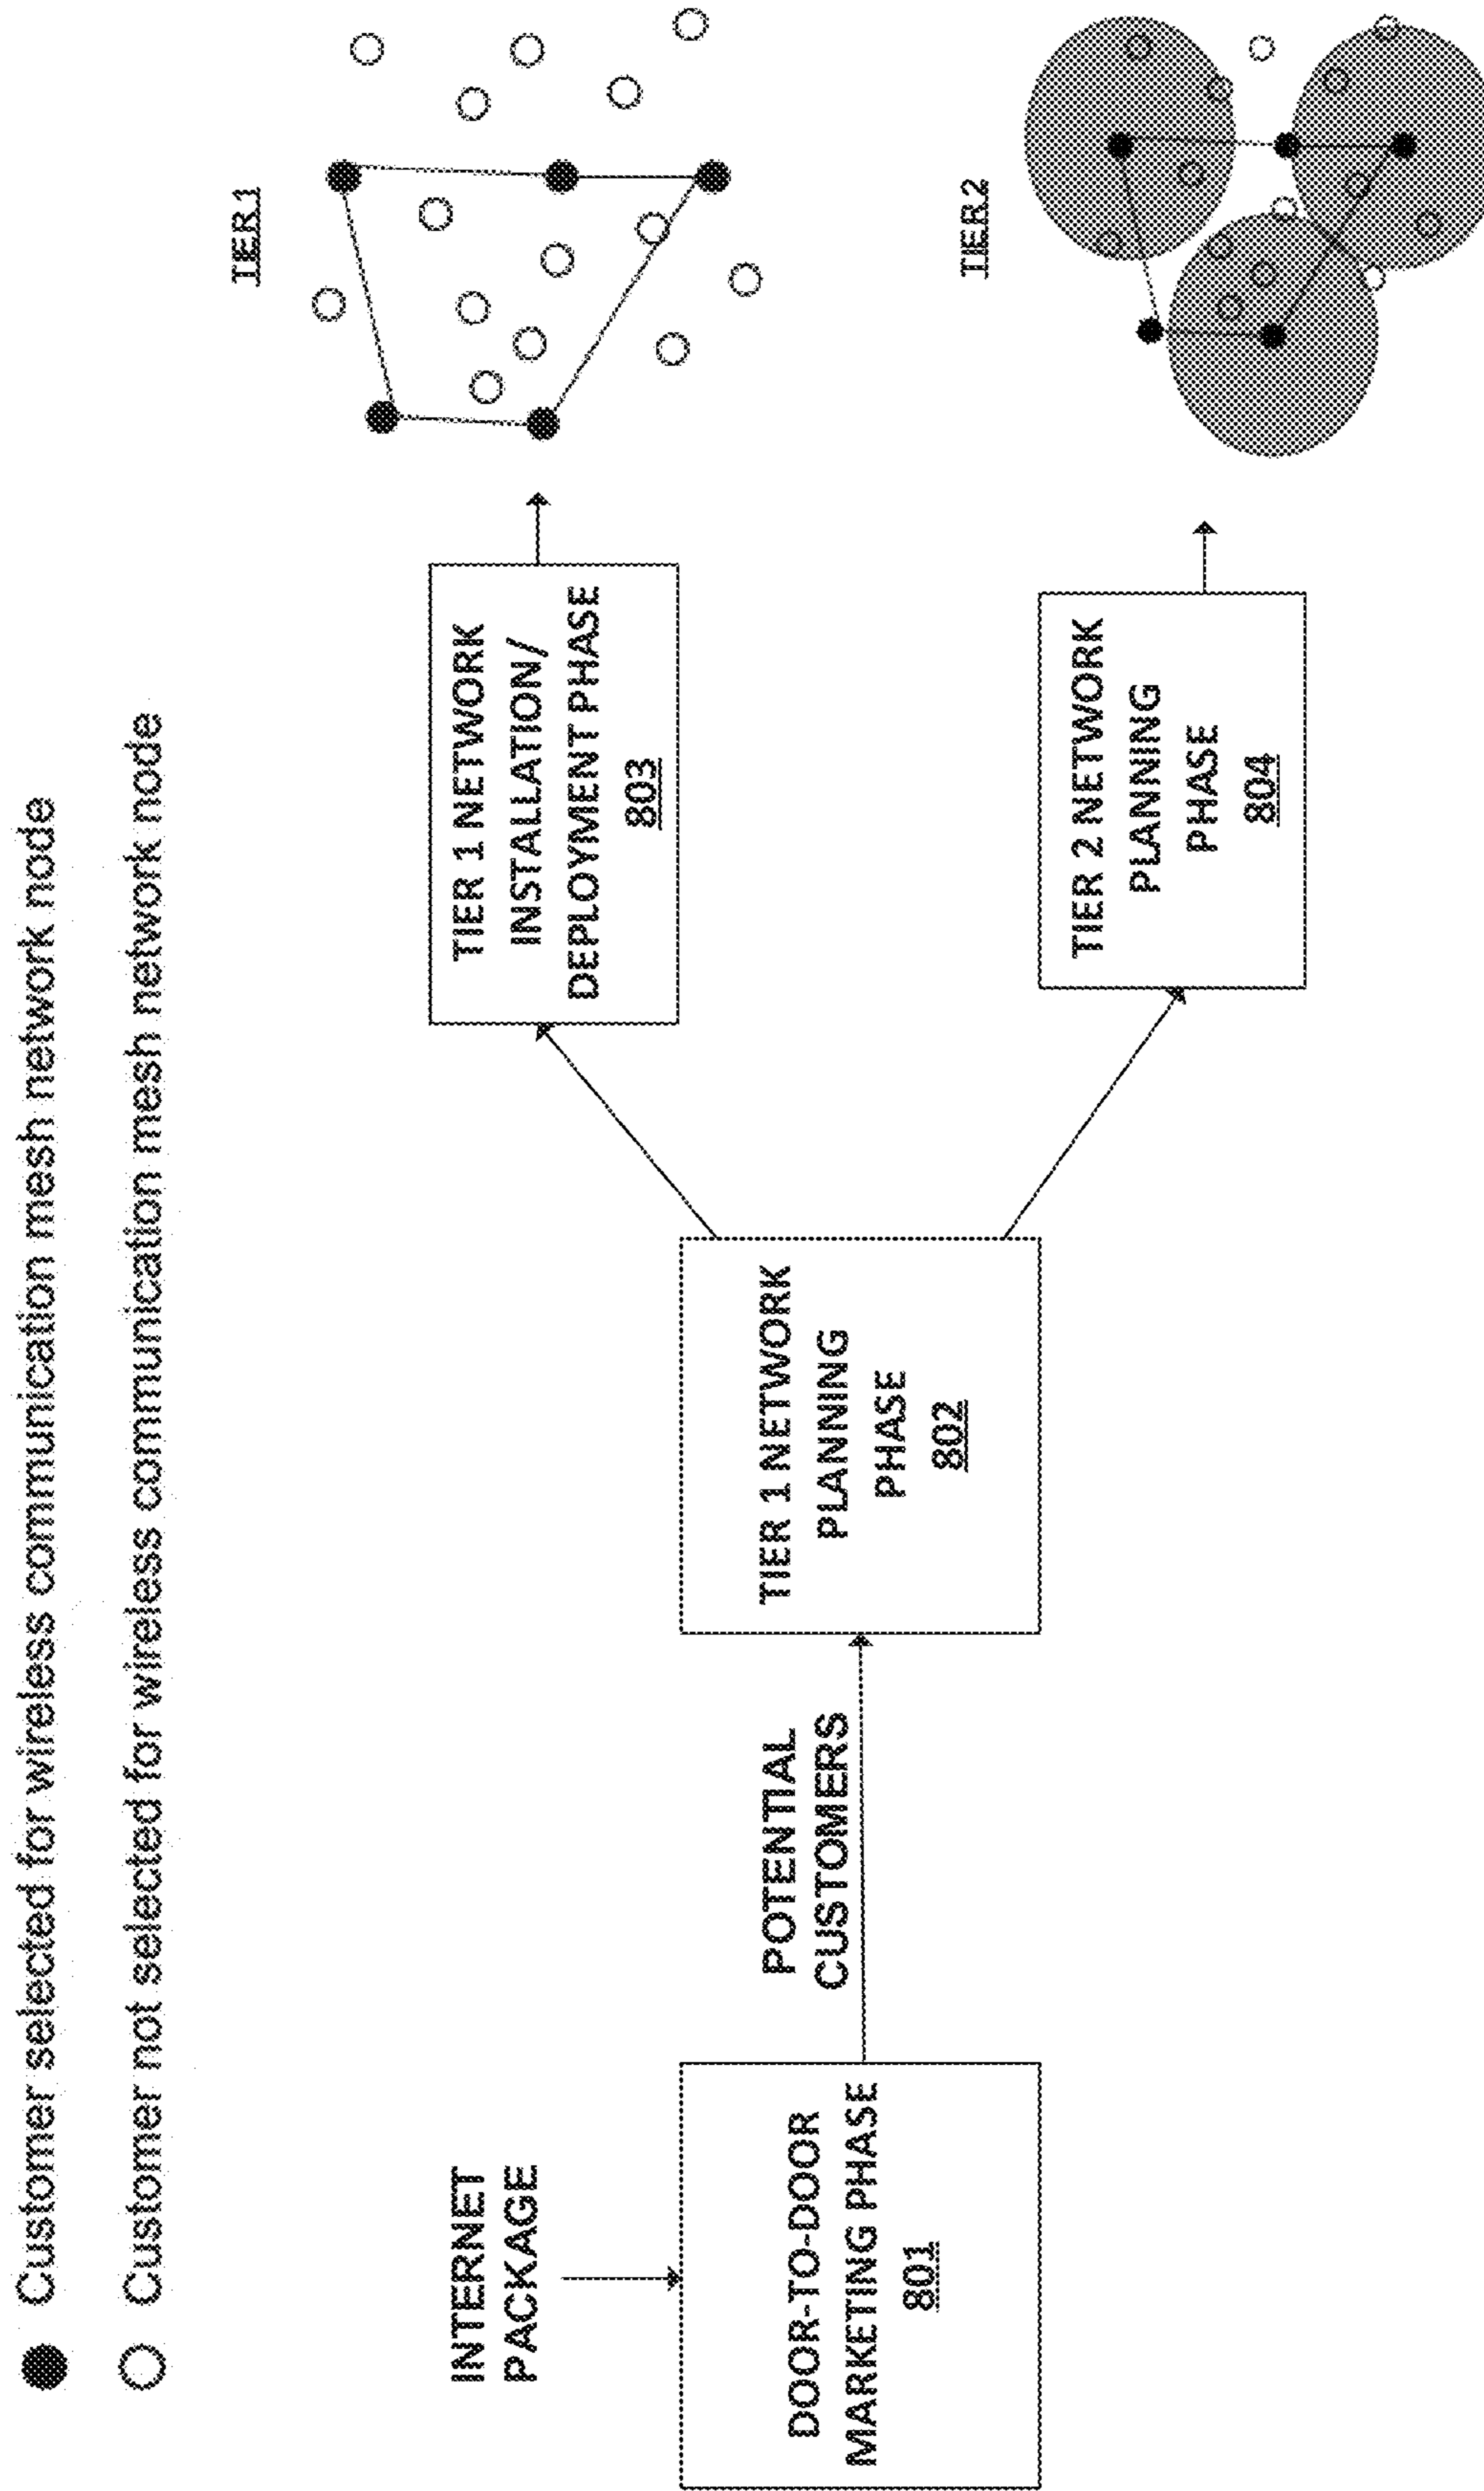 Customer selected for wireless communication mesh network node
Customer not selected for wireless communication mesh network node
INTERNET
PACKAGE
DOOR-TO-DOOR
MARKETING PHASE
801
POTENTIAL
CUSTOMERS
TIER 1 NETWORK
PLANNING
PHASE
802
TIER 1 NETWORK
INSTALLATION/
DEPLOYMENT PHASE
803
TIER 1
TIER 2 NETWORK
PLANNING
PHASE
804
TIER 2